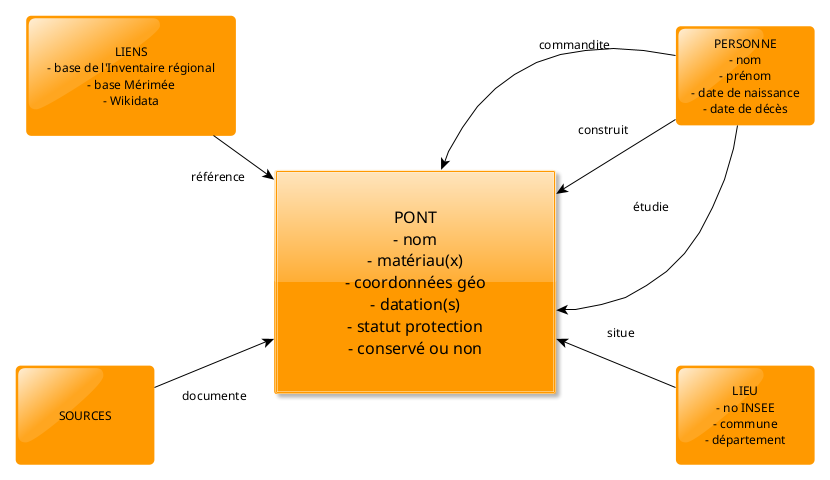 LIENS
- base de l'Inventaire régional
- base Mérimée
- Wikidata
commandite
PERSONNE
- nom
- prénom
- date de naissance
- date de décès
construit
référence
étudie
PONT
- nom
- matériau(x)
- coordonnées géo
- datation(s)
- statut protection
- conservé ou non
situe
documente
SOURCES
LIEU
- no INSEE
- commune
- département